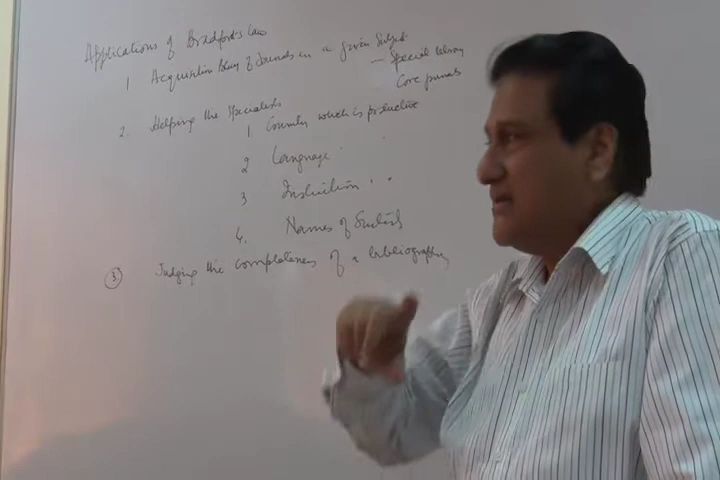 Applications of Bradford's law
1 Acquisition Policy of Journals in a given Subject
– Special library
Core journals
2. Helping the Specialists
1 Country which is productive
2 Language "
3 Institution " "
4. Names of
3. Judging the completeness of a bibliography